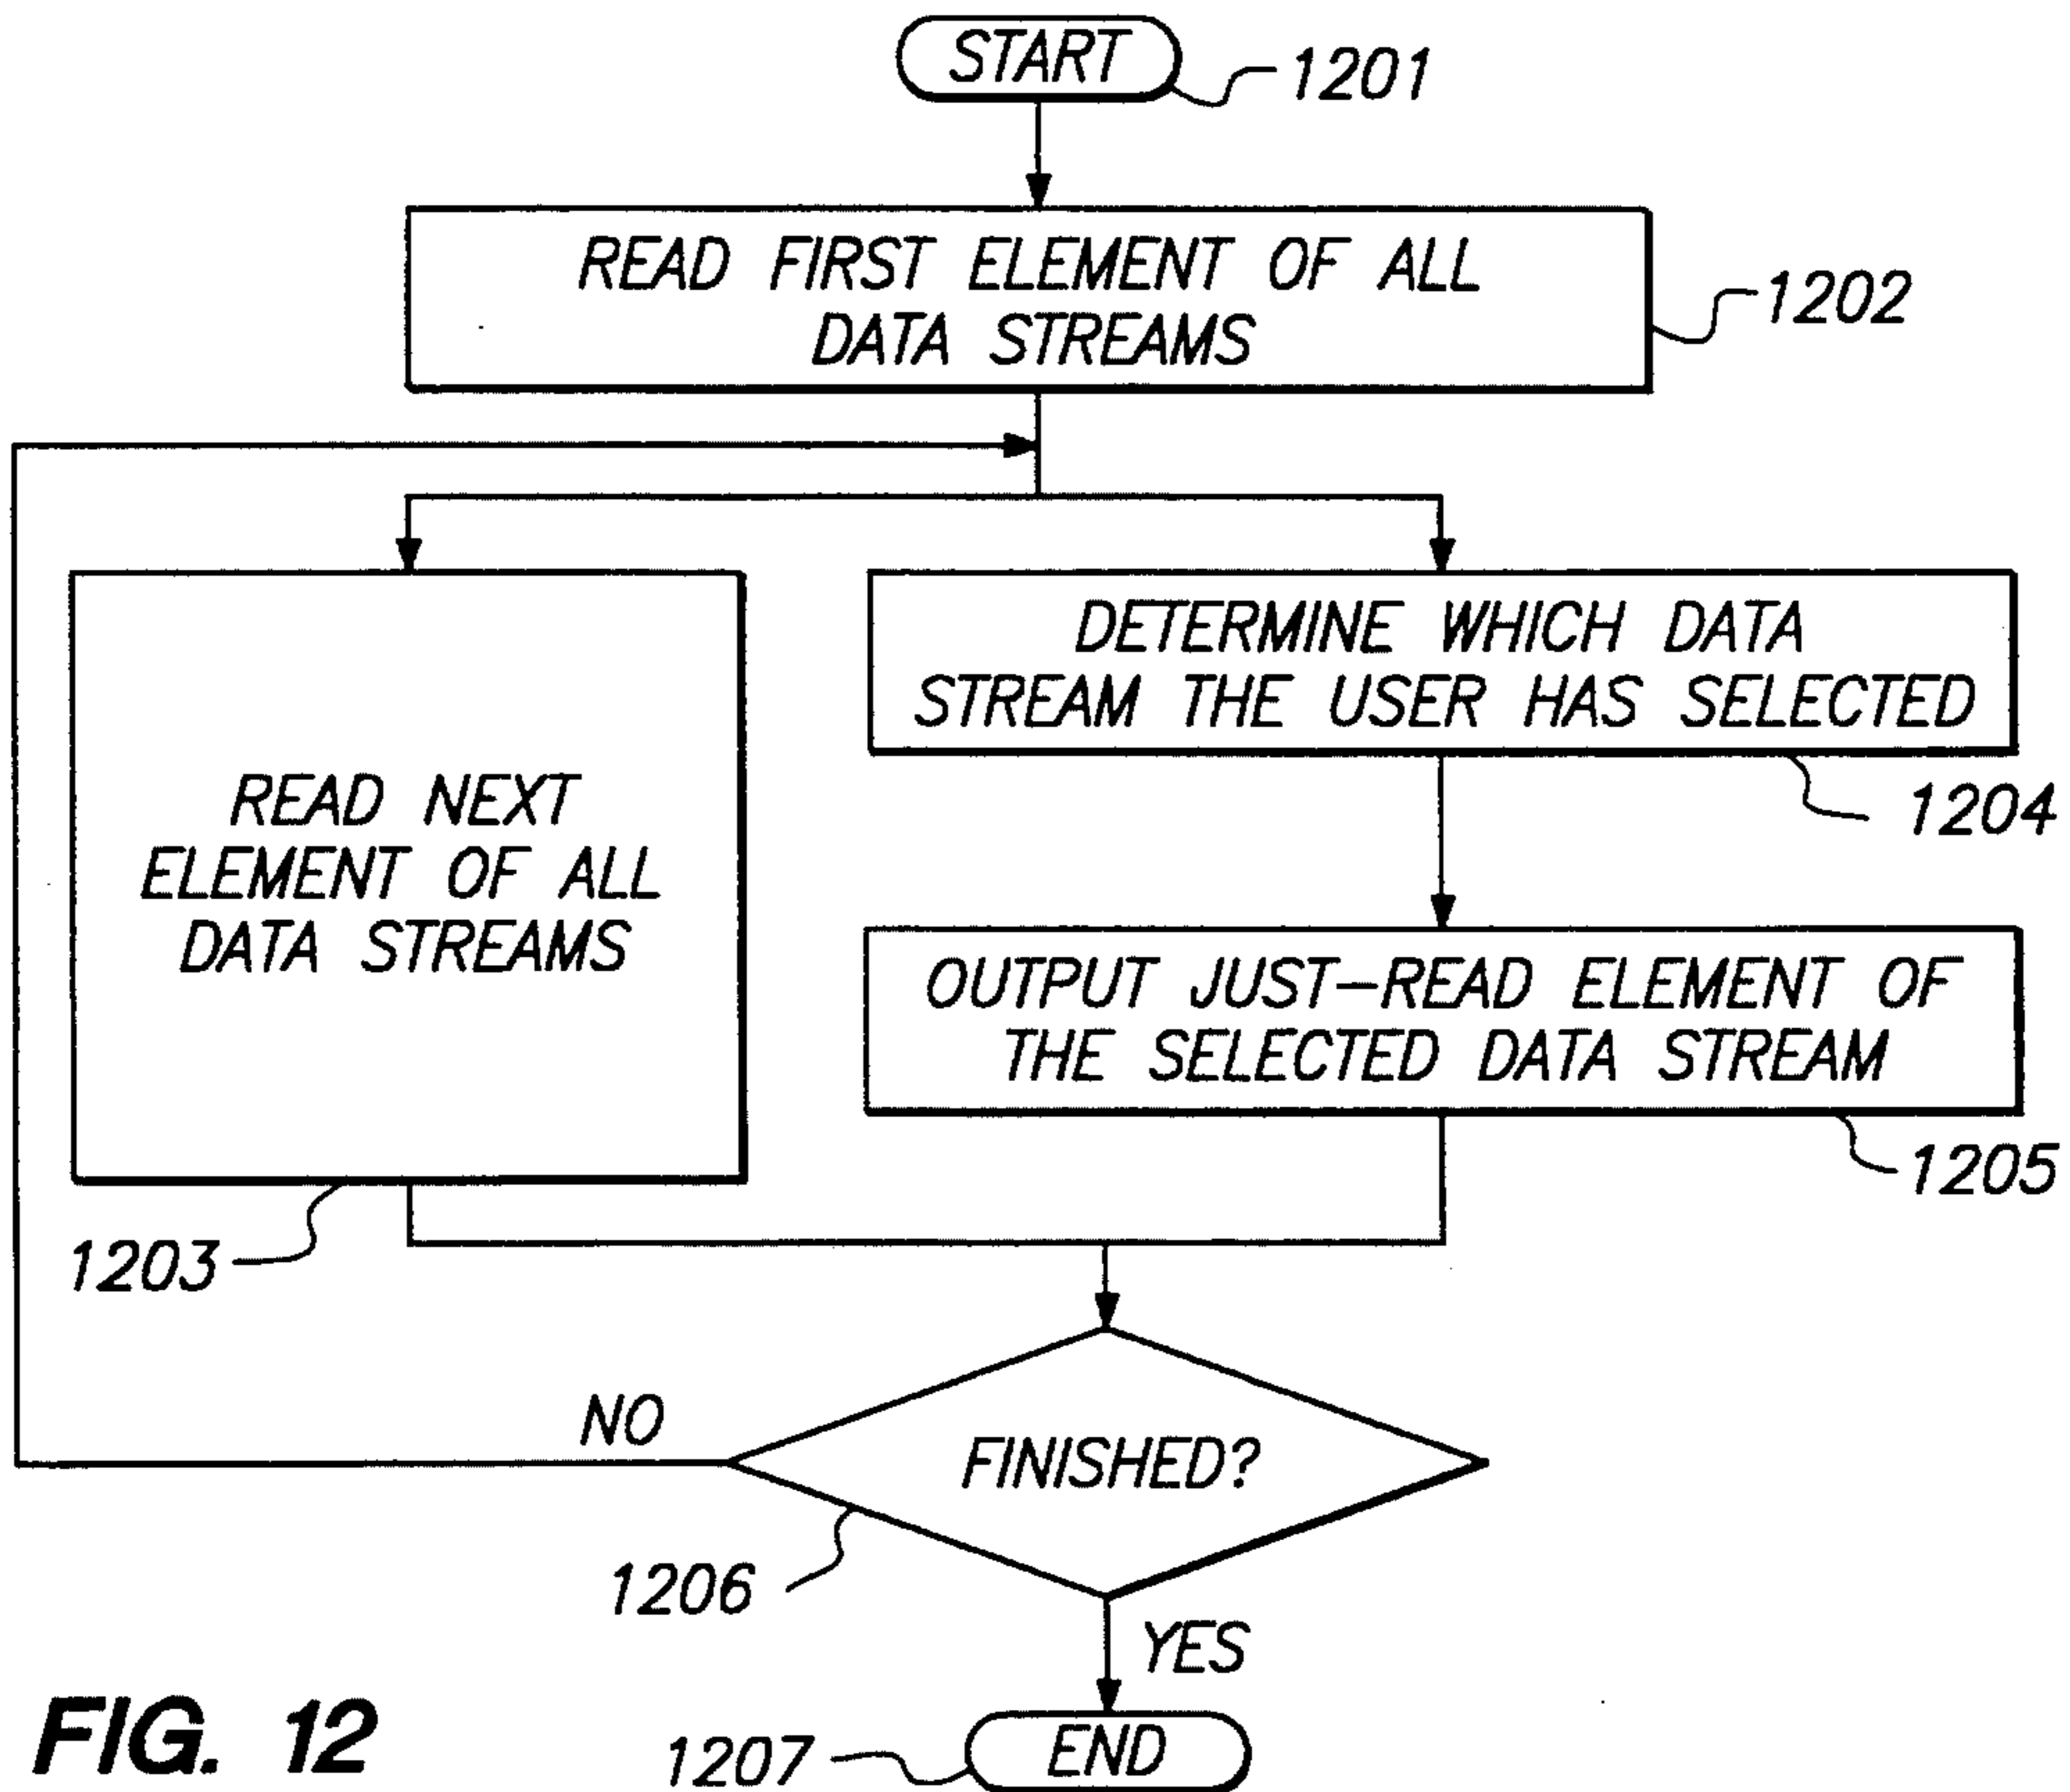 START
1201
READ FIRST ELEMENT OF ALL
DATA STREAMS
1202
READ NEXT
ELEMENT OF ALL
DATA STREAMS
1203
DETERMINE WHICH DATA
STREAM THE USER HAS SELECTED
1204
OUTPUT JUST-READ ELEMENT OF
THE SELECTED DATA STREAM
1205
FINISHED?
NO
1206
YES
END
1207
FIG. 12